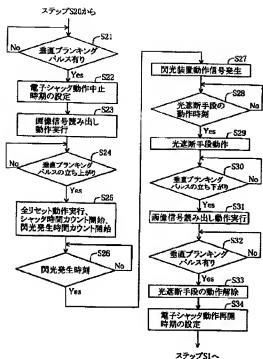 ステップS20から
S21
垂直ブランキング
パルス有り
No
Yes
S22
電子シャッタ動作中止
時期の設定
S23
画像信号読み出し
動作実行
S24
垂直ブランキング
パルスの立ち上がり
No
Yes
S25
全リセット動作実行、
シャッタ時間カウント開始、
閃光発生時間カウント開始
S26
閃光発生時刻
No
Yes
S27
閃光装置動作信号発生
S28
光遮断手段の
動作時刻
No
Yes
S29
光遮断手段動作
S30
垂直ブランキング
パルスの立ち下がり
No
Yes
S31
画像信号読み出し動作実行
S32
垂直ブランキング
パルス有り
No
Yes
S33
光遮断手段の動作解除
S34
電子シャッタ動作再開
時期の設定
ステップS1へ